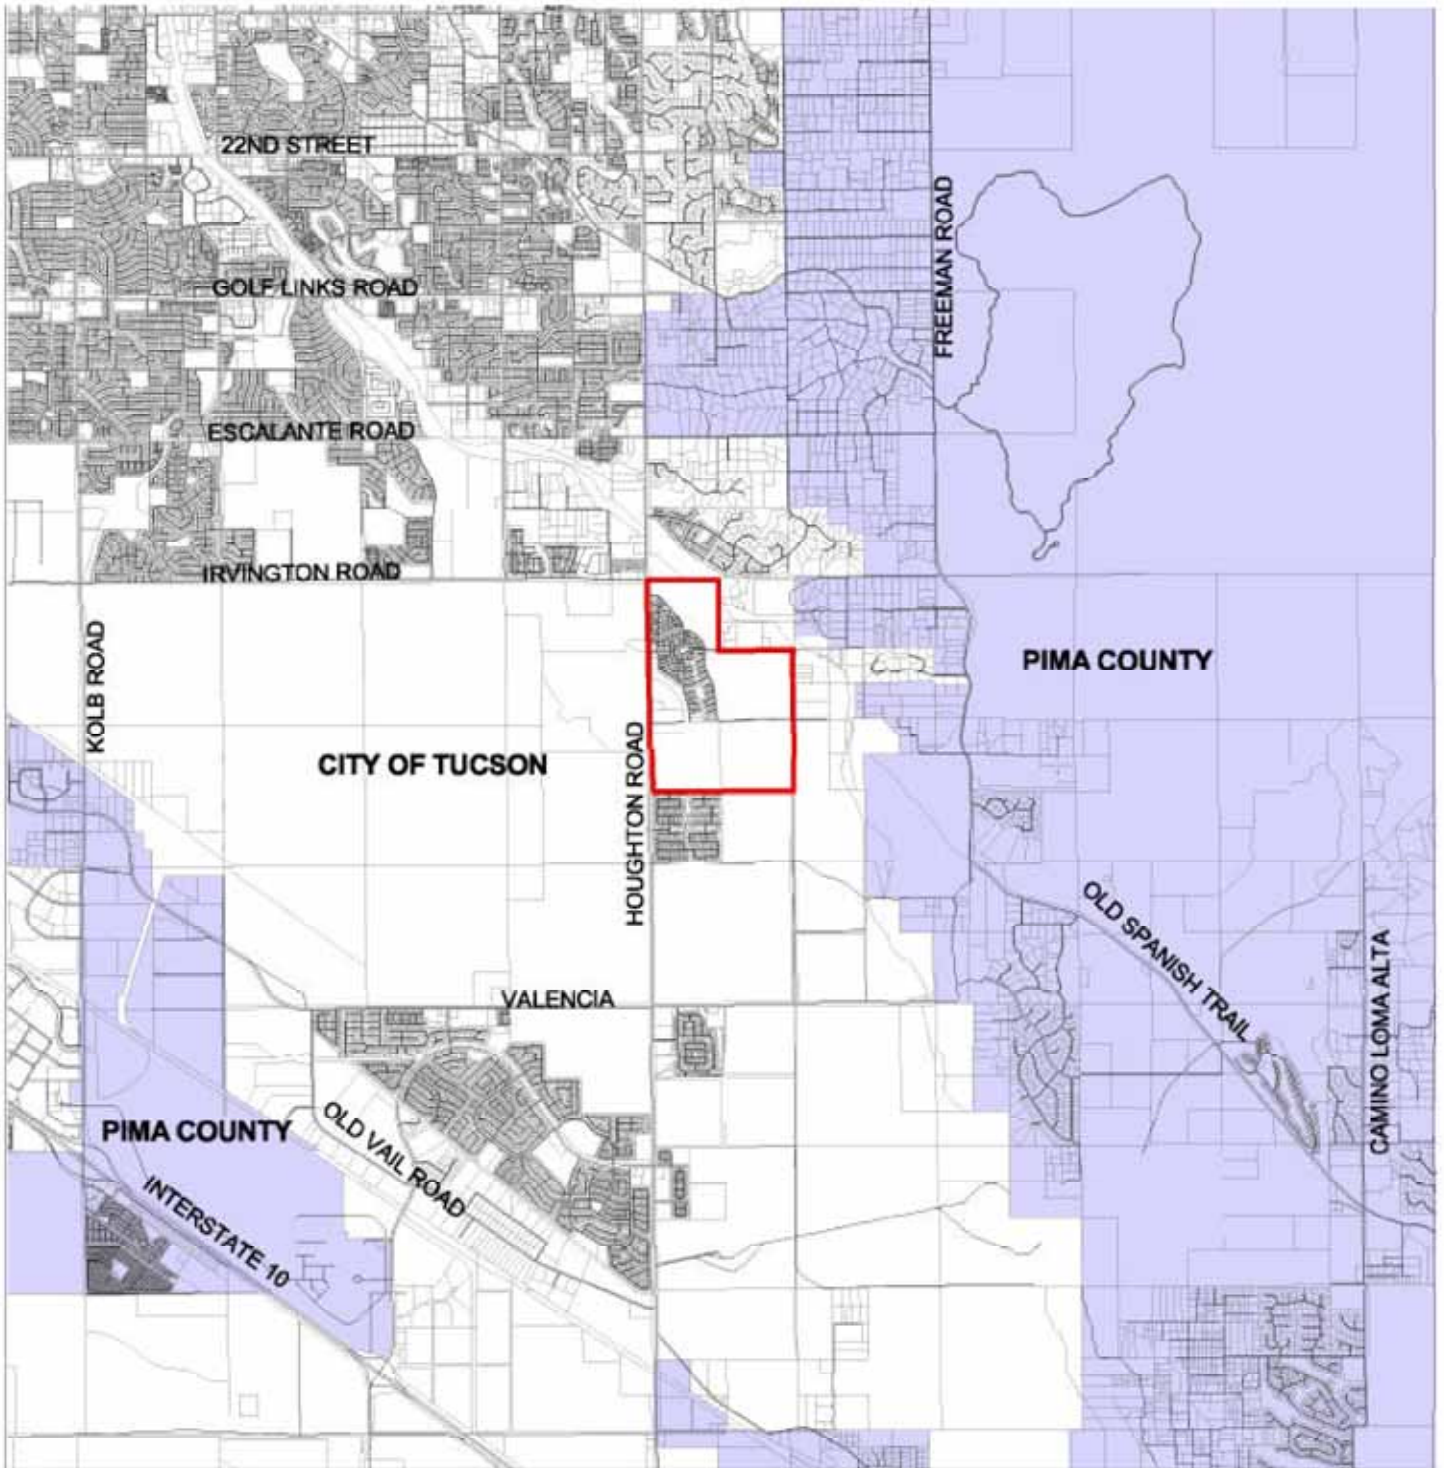 22ND STREET
FREEMAN ROAD
GOLF LINKS ROAD
ESCALANTE ROAD
IRVINGTON ROAD
KOLB ROAD
PIMA COUNTY
CITY OF TUCSON
HOUGHTON ROAD
OLD SPANISH TRAIL
CAMINO LOMA ALTA
VALENCIA
PIMA COUNTY
OLD VAIL ROAD
INTERSTATE 10